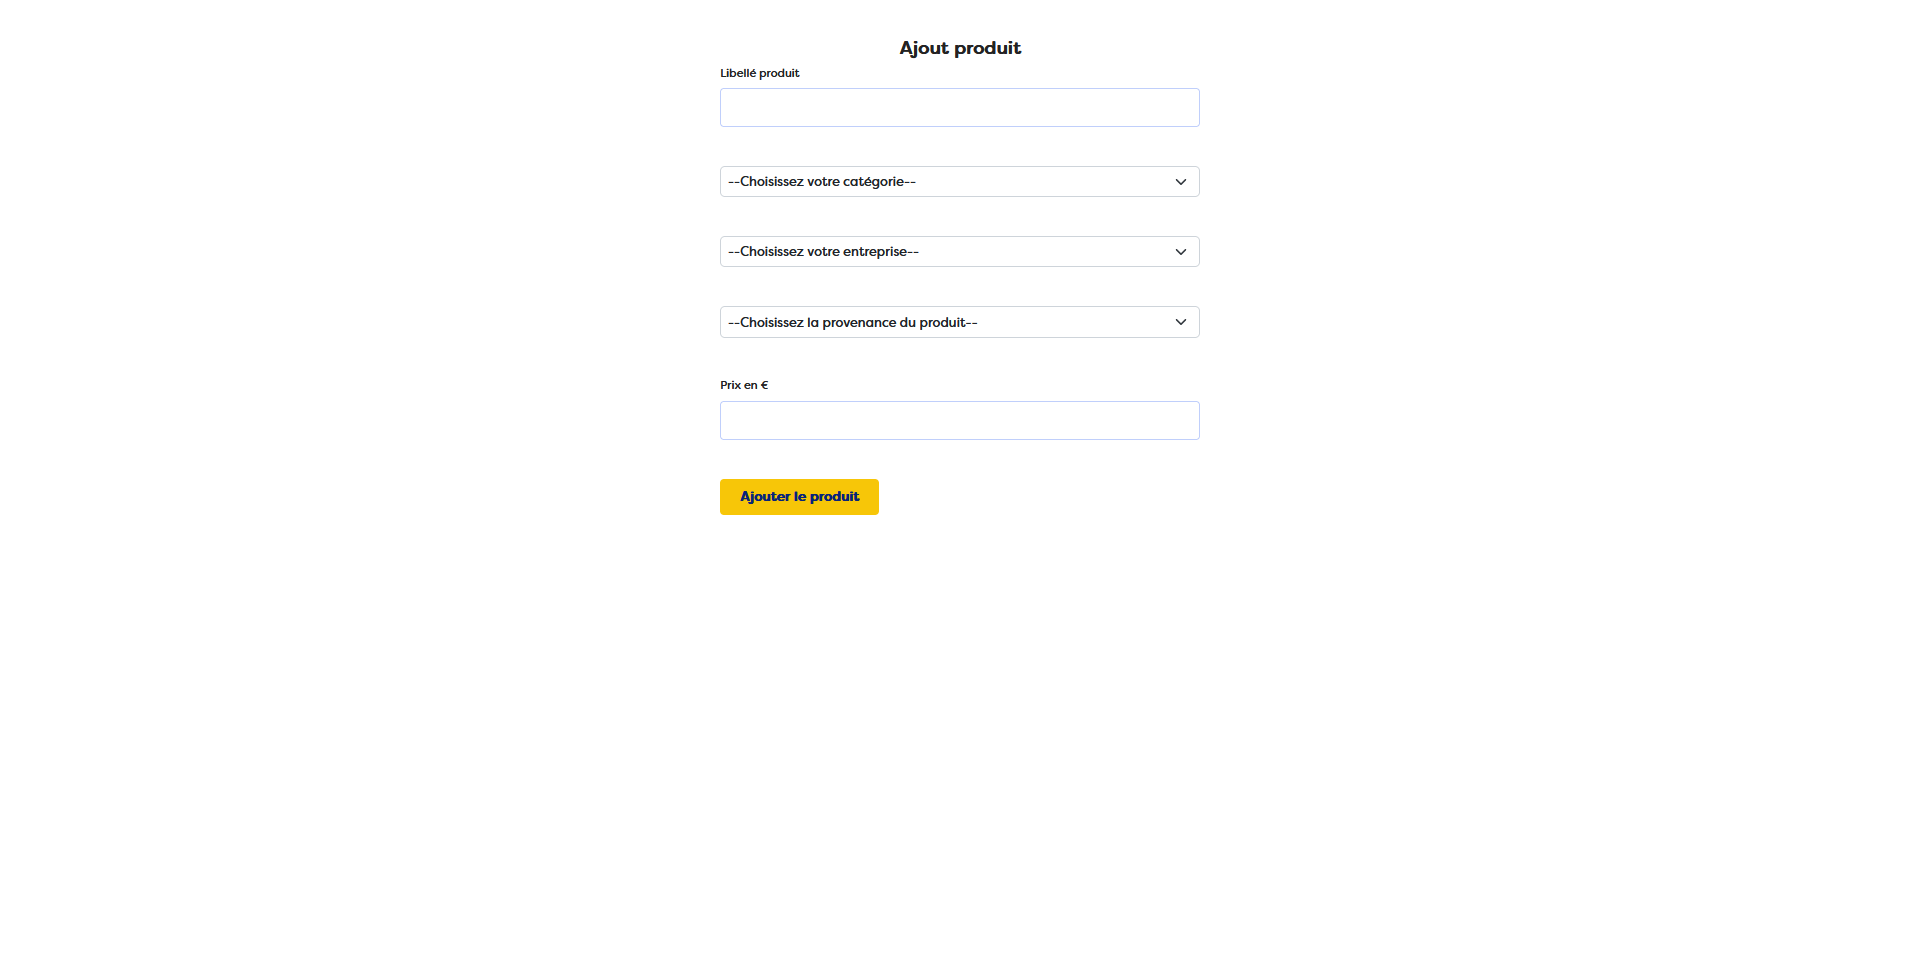 Ajout produit
Libellé produit
--Choisissez votre catégorie--
--Choisissez votre entreprise--
--Choisissez la provenance du produit--
Prix en €
Ajouter le produit